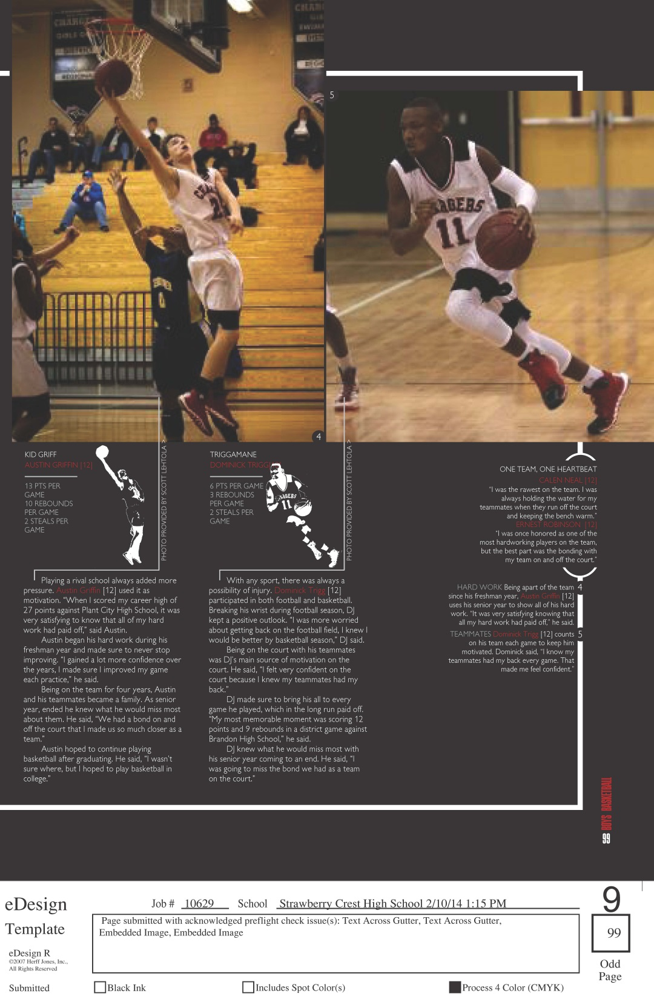 CHARGERS
GIRLS
5
CHARGERS
11
4
KID GRIFF
AUSTIN GRIFFIN [12]
13 PTS PER
GAME
10 REBOUNDS
PER GAME
2 STEALS PER
GAME
PHOTO PROVIDED BY SCOTT LEHTOLA >
TRIGGAMANE
DOMINICK TRIGG
6 PTS PER GAME
3 REBOUNDS
PER GAME
2 STEALS PER
GAME
PHOTO PROVIDED BY SCOTT LEHTOLA >
Playing a rival school always added more
pressure. Austin Griffin [12] used it as
motivation. “When I scored my career high of
27 points against Plant City High School, it was
very satisfying to know that all of my hard
work had paid off,” said Austin.
Austin began his hard work during his
freshman year and made sure to never stop
improving. “I gained a lot more confidence over
the years, I made sure I improved my game
each practice,” he said.
Being on the team for four years, Austin
and his teammates became a family. As senior
year, ended he knew what he would miss most
about them. He said, “We had a bond on and
off the court that I made us so much closer as a
team.”
Austin hoped to continue playing
basketball after graduating. He said, “I wasn’t
sure where, but I hoped to play basketball in
college.”
With any sport, there was always a
possibility of injury. Dominick Trigg [12]
participated in both football and basketball.
Breaking his wrist during football season, DJ
kept a positive outlook. “I was more worried
about getting back on the football field, I knew I
would be better by basketball season,” DJ said.
Being on the court with his teammates
was DJ’s main source of motivation on the
court. He said, “I felt very confident on the
court because I knew my teammates had my
back.”
DJ made sure to bring his all to every
game he played, which in the long run paid off.
“My most memorable moment was scoring 12
points and 9 rebounds in a district game against
Brandon High School,” he said.
DJ knew what he would miss most with
his senior year coming to an end. He said, “I
was going to miss the bond we had as a team
on the court.”
ONE TEAM, ONE HEARTBEAT
CALEN NEAL [12]
“I was the rawest on the team. I was
always holding the water for my
teammates when they run off the court
and keeping the bench warm.”
ERNEST ROBINSON [12]
“I was once honored as one of the
most hardworking players on the team,
but the best part was the bonding with
my team on and off the court.”
HARD WORK Being apart of the team 4
since his freshman year, Austin Griffin [12]
uses his senior year to show all of his hard
work. “It was very satisfying knowing that
all my hard work had paid off,” he said.
TEAMMATES Dominick Trigg [12] counts 5
on his team each game to keep him
motivated. Dominick said, “I know my
teammates had my back every game. That
made me feel confident.”
99 BOYS BASKETBALL
eDesign
Template
eDesign R
©2007 Herff Jones, Inc.,
All Rights Reserved
Submitted
Job # 10629 School Strawberry Crest High School 2/10/14 1:15 PM
Page submitted with acknowledged preflight check issue(s): Text Across Gutter, Text Across Gutter,
Embedded Image, Embedded Image
Black Ink
Includes Spot Color(s)
Process 4 Color (CMYK)
9
99
Odd
Page